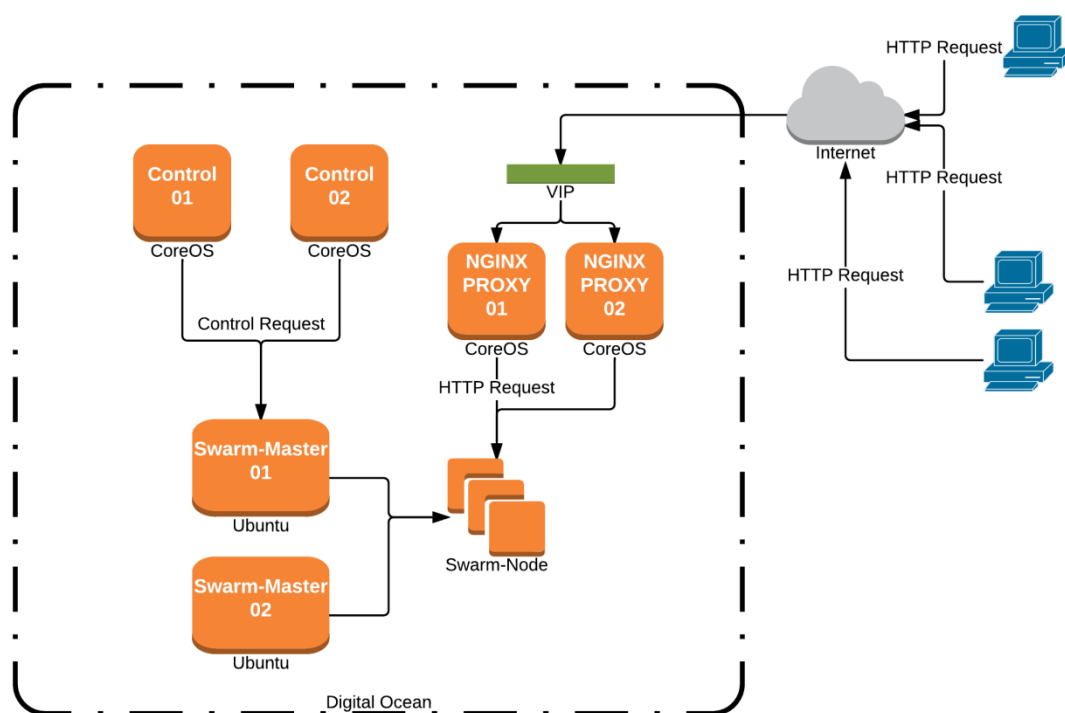 HTTP Request
Internet
HTTP Request
HTTP Request
Control
01
CoreOS
Control
02
CoreOS
VIP
NGINX
PROXY
01
CoreOS
NGINX
PROXY
02
CoreOS
Control Request
HTTP Request
Swarm-Master
01
Ubuntu
Swarm-Node
Swarm-Master
02
Ubuntu
Digital Ocean